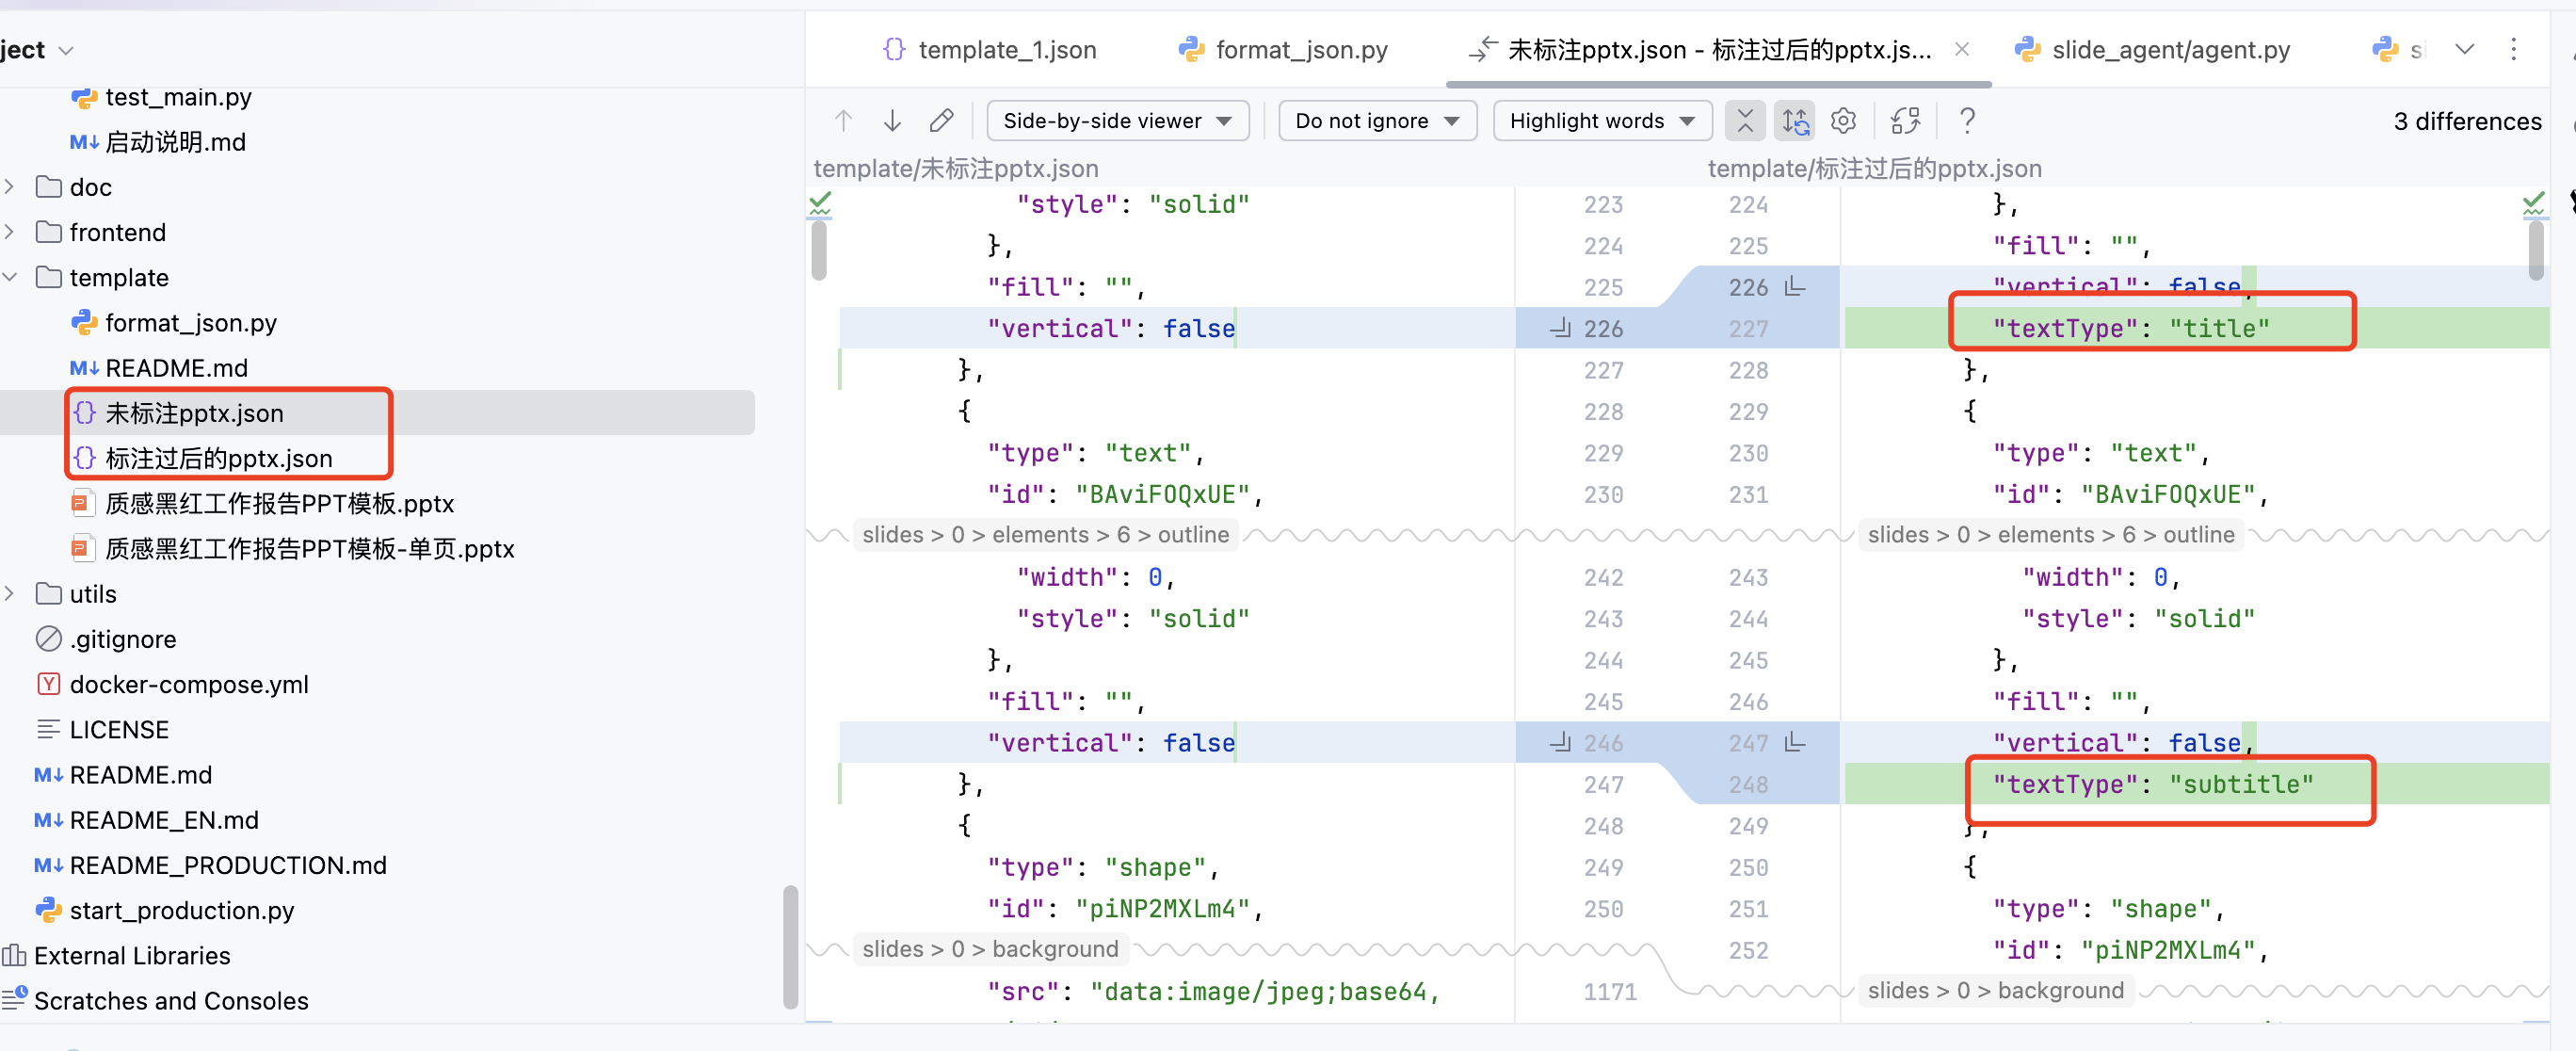 ject
template_1.json
format_json.py
未标注pptx.json - 标注过后的pptx.js...
slide_agent/agent.py
Side-by-side viewer
Do not ignore
Highlight words
?
3 differences
test_main.py
启动说明.md
doc
frontend
template
format_json.py
README.md
未标注pptx.json
标注过后的pptx.json
质感黑红工作报告PPT模板.pptx
质感黑红工作报告PPT模板-单页.pptx
utils
.gitignore
docker-compose.yml
LICENSE
README.md
README_EN.md
README_PRODUCTION.md
start_production.py
External Libraries
Scratches and Consoles
template/未标注pptx.json
"style": "solid" 223
}, 224
"fill": "", 225
"vertical": false 226
}, 227
{ 228
"type": "text", 229
"id": "BAviFOQxUE", 230
slides > 0 > elements > 6 > outline
"width": 0, 242
"style": "solid" 243
}, 244
"fill": "", 245
"vertical": false 246
}, 247
{ 248
"type": "shape", 249
"id": "piNP2MXLm4", 250
slides > 0 > background
"src": "data:image/jpeg;base64, 1171
template/标注过后的pptx.json
224 },
225 "fill": "",
226 "vertical": false,
227 "textType": "title"
228 },
229 {
230 "type": "text",
231 "id": "BAviFOQxUE",
slides > 0 > elements > 6 > outline
243 "width": 0,
244 "style": "solid"
245 },
246 "fill": "",
247 "vertical": false,
248 "textType": "subtitle"
249 },
250 {
251 "type": "shape",
252 "id": "piNP2MXLm4",
slides > 0 > background